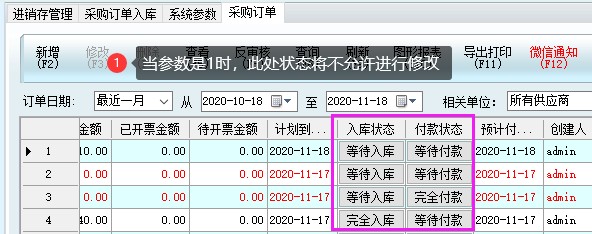 进销存管理 采购订单入库 系统参数 采购订单
新增 修改 删除 查看 反审核 查询 刷新 图形报表 导出打印 微信通知
(F2) (F3) (F11) (F12)
1 当参数是1时，此处状态将不允许进行修改
订单日期: 最近一月 从 2020-10-18 至 2020-11-18 相关单位: 所有供应商
金额 已开票金额 待开票金额 计划到... 入库状态 付款状态 预计付... 创建人
1 10.00 0.00 0.00 2020-11-18 等待入库 等待付款 2020-11-18 admin
2 0.00 0.00 0.00 2020-11-17 等待入库 等待付款 2020-11-17 admin
3 0.00 0.00 0.00 2020-11-17 等待入库 完全付款 2020-11-17 admin
4 40.00 0.00 0.00 2020-11-17 完全入库 等待付款 2020-11-17 admin